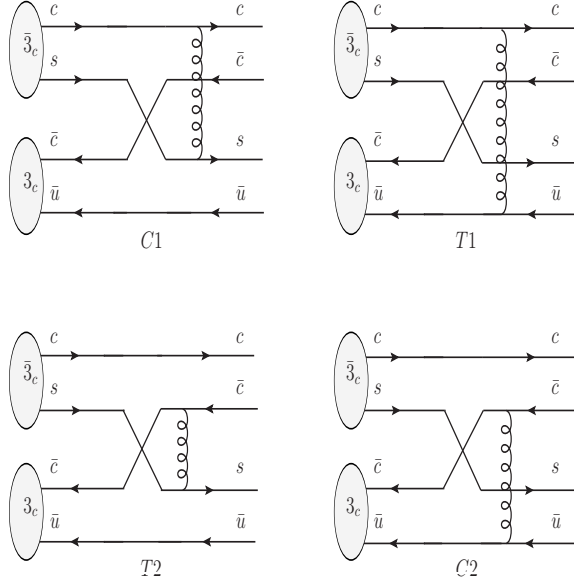 c c c c
3̄c 3̄c
s c̄ s c̄
c̄ s c̄ s
3c 3c
ū ū ū ū
C1 T1
c c c c
3̄c 3̄c
s c̄ s c̄
c̄ s c̄ s
3c 3c
ū ū ū ū
T2 C2